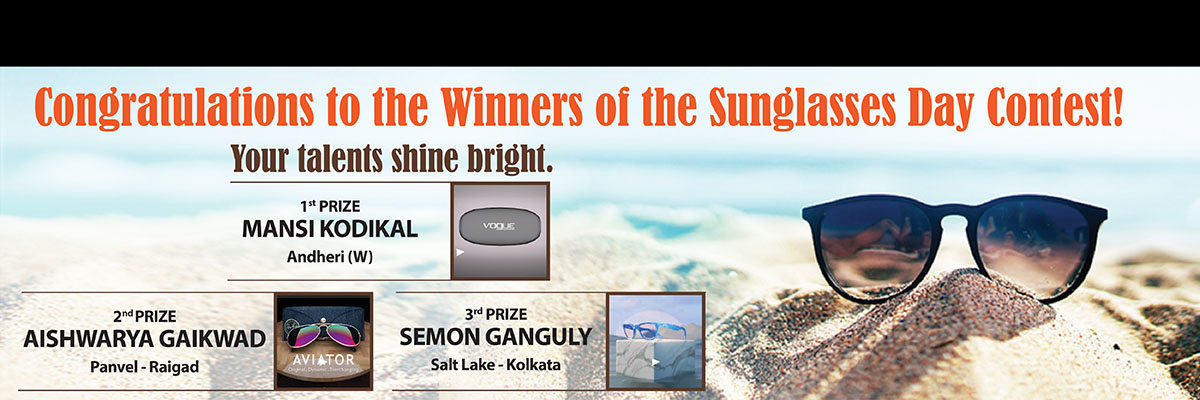 Congratulations to the Winners of the Sunglasses Day Contest!
Your talents shine bright.
1st PRIZE
MANSI KODIKAL
Andheri (W)
VOGUE
2nd PRIZE
AISHWARYA GAIKWAD
Panvel - Raigad
AVIATOR
3rd PRIZE
SEMON GANGULY
Salt Lake - Kolkata